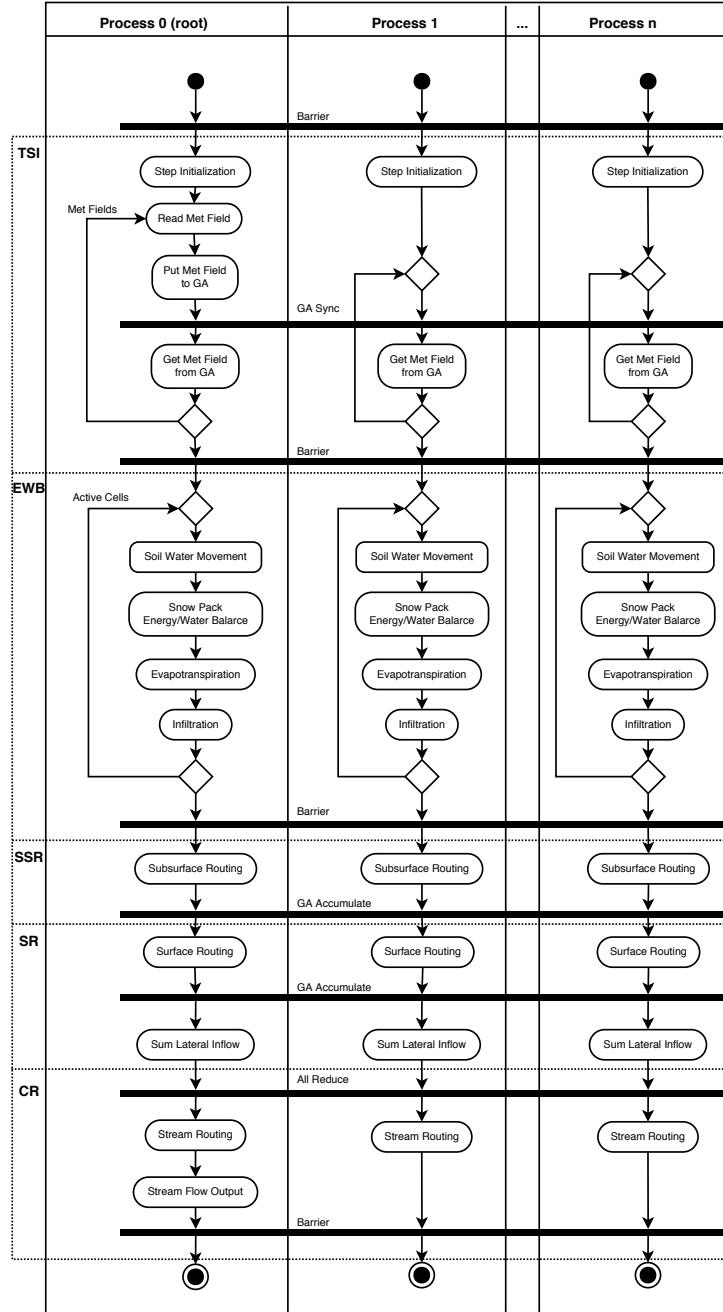 Process 0 (root) Process 1 ... Process n
Barrier
TSI
Step Initialization Step Initialization Step Initialization
Met Fields
Read Met Field
Put Met Field
to GA
GA Sync
Get Met Field
from GA
Get Met Field
from GA
Get Met Field
from GA
Barrier
EWB
Active Cells
Soil Water Movement Soil Water Movement Soil Water Movement
Snow Pack
Energy/Water Balarce
Snow Pack
Energy/Water Balarce
Snow Pack
Energy/Water Balarce
Evapotranspiration Evapotranspiration Evapotranspiration
Infiltration Infiltration Infiltration
Barrier
SSR
Subsurface Routing Subsurface Routing Subsurface Routing
GA Accumulate
SR
Surface Routing Surface Routing Surface Routing
GA Accumulate
Sum Lateral Inflow Sum Lateral Inflow Sum Lateral Inflow
All Reduce
CR
Stream Routing Stream Routing Stream Routing
Stream Flow Output
Barrier